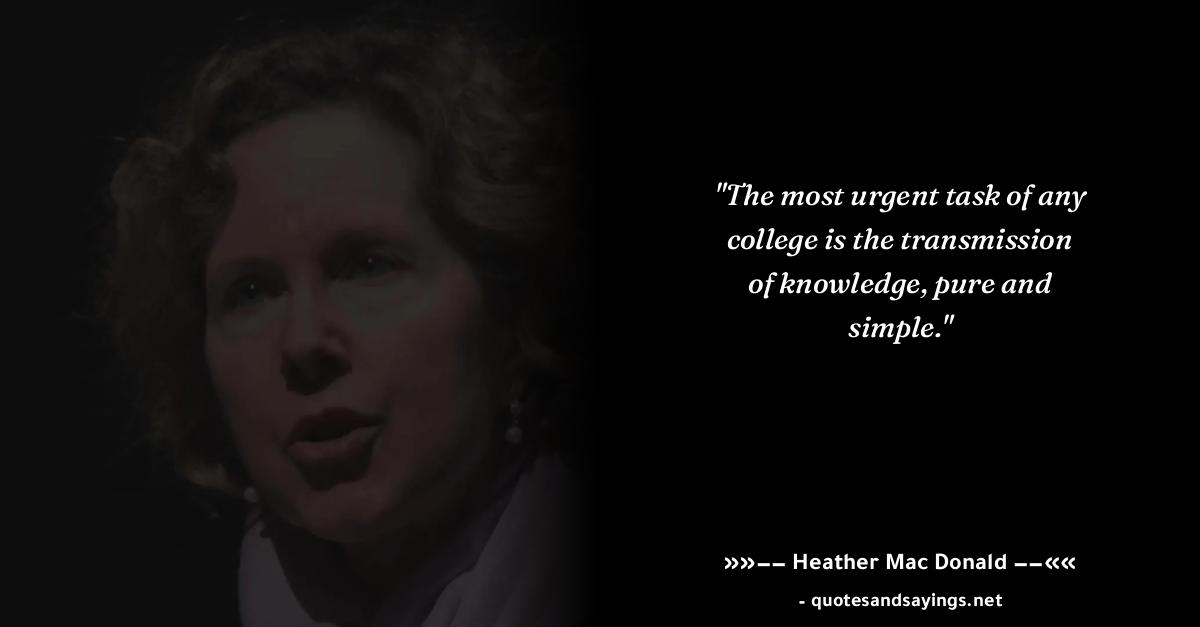 "The most urgent task of any
college is the transmission
of knowledge, pure and
simple."
»»−− Heather Mac Donald −−««
- quotesandsayings.net